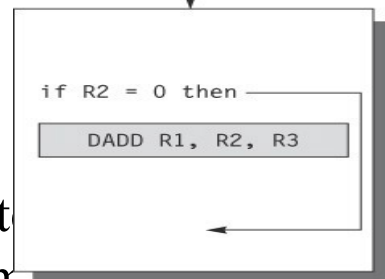 if R2 = 0 then
DADD R1, R2, R3